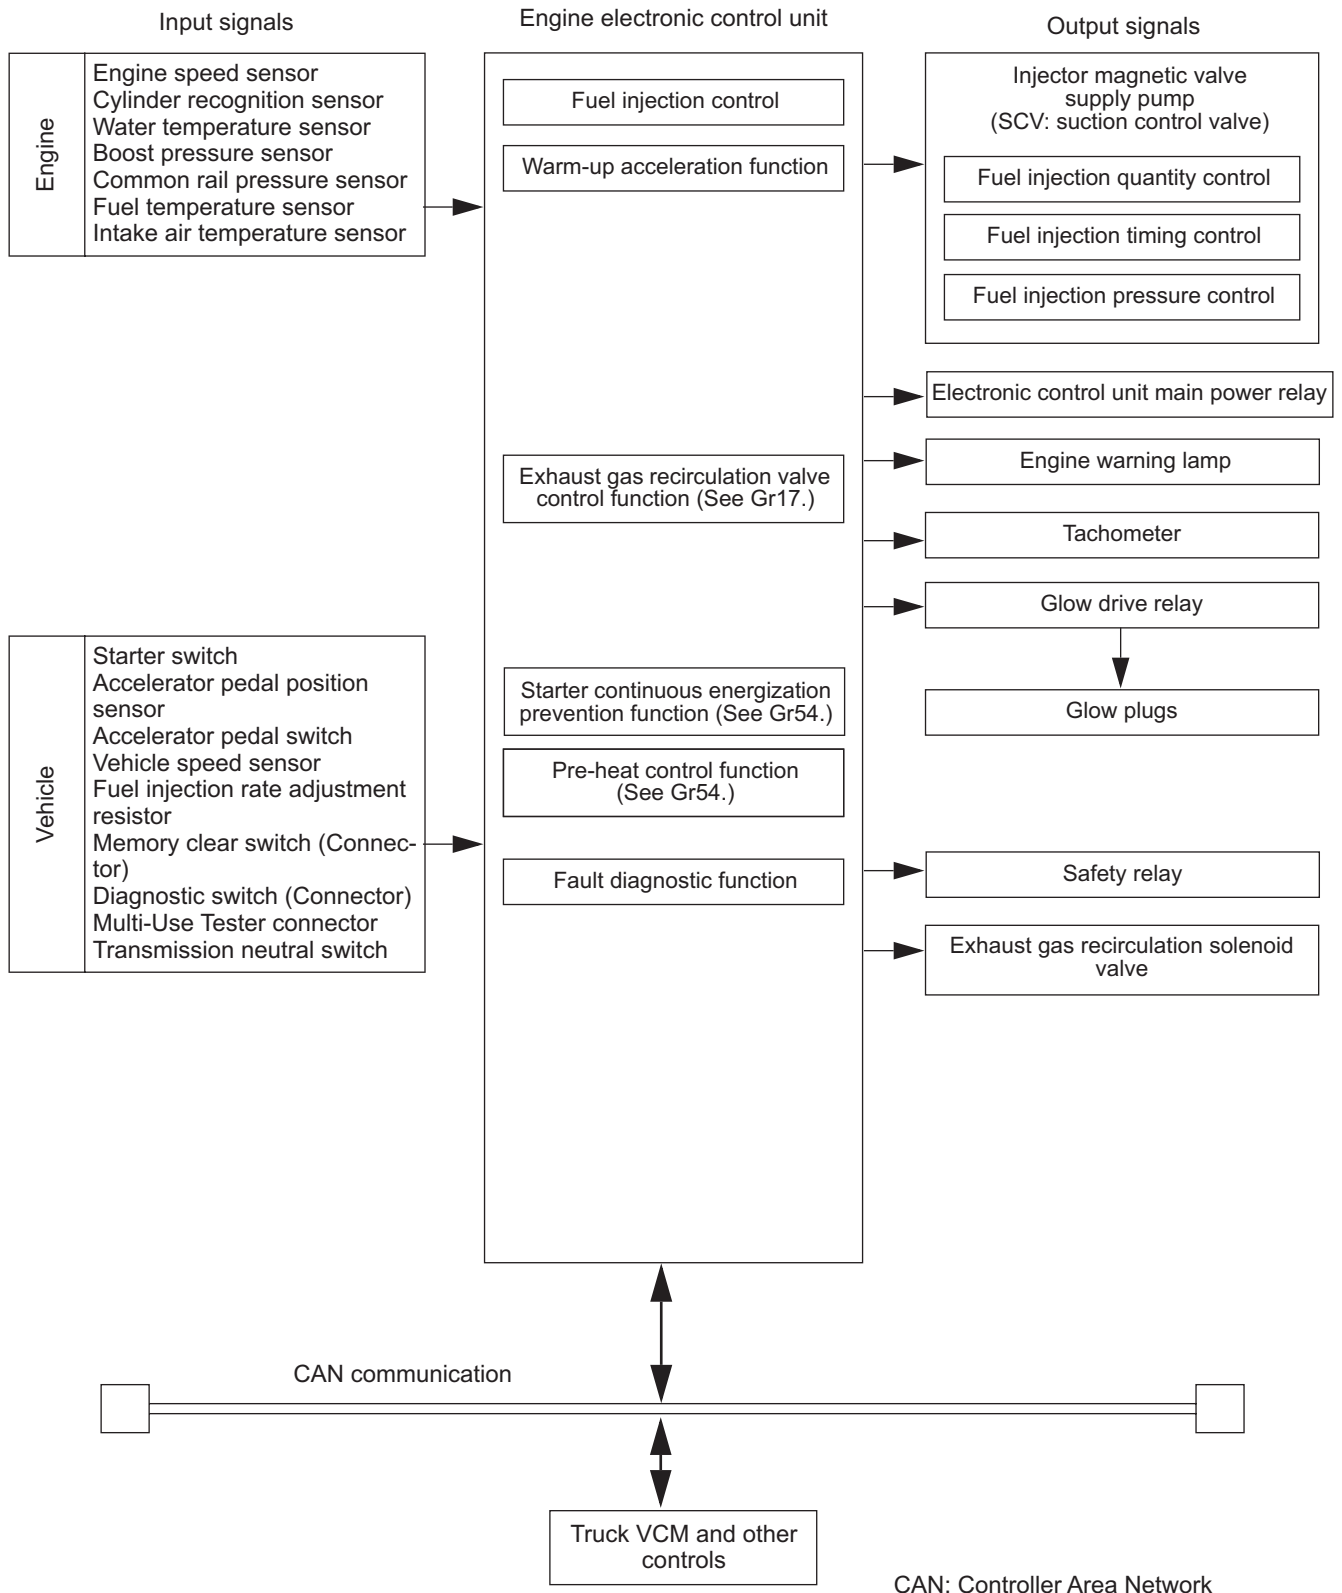 Input signals
Engine electronic control unit
Output signals
Engine
Engine speed sensor
Cylinder recognition sensor
Water temperature sensor
Boost pressure sensor
Common rail pressure sensor
Fuel temperature sensor
Intake air temperature sensor
Vehicle
Starter switch
Accelerator pedal position
sensor
Accelerator pedal switch
Vehicle speed sensor
Fuel injection rate adjustment
resistor
Memory clear switch (Connec-
tor)
Diagnostic switch (Connector)
Multi-Use Tester connector
Transmission neutral switch
Fuel injection control
Warm-up acceleration function
Exhaust gas recirculation valve
control function (See Gr17.)
Starter continuous energization
prevention function (See Gr54.)
Pre-heat control function
(See Gr54.)
Fault diagnostic function
Injector magnetic valve
supply pump
(SCV: suction control valve)
Fuel injection quantity control
Fuel injection timing control
Fuel injection pressure control
Electronic control unit main power relay
Engine warning lamp
Tachometer
Glow drive relay
Glow plugs
Safety relay
Exhaust gas recirculation solenoid
valve
CAN communication
Truck VCM and other
controls
CAN: Controller Area Network